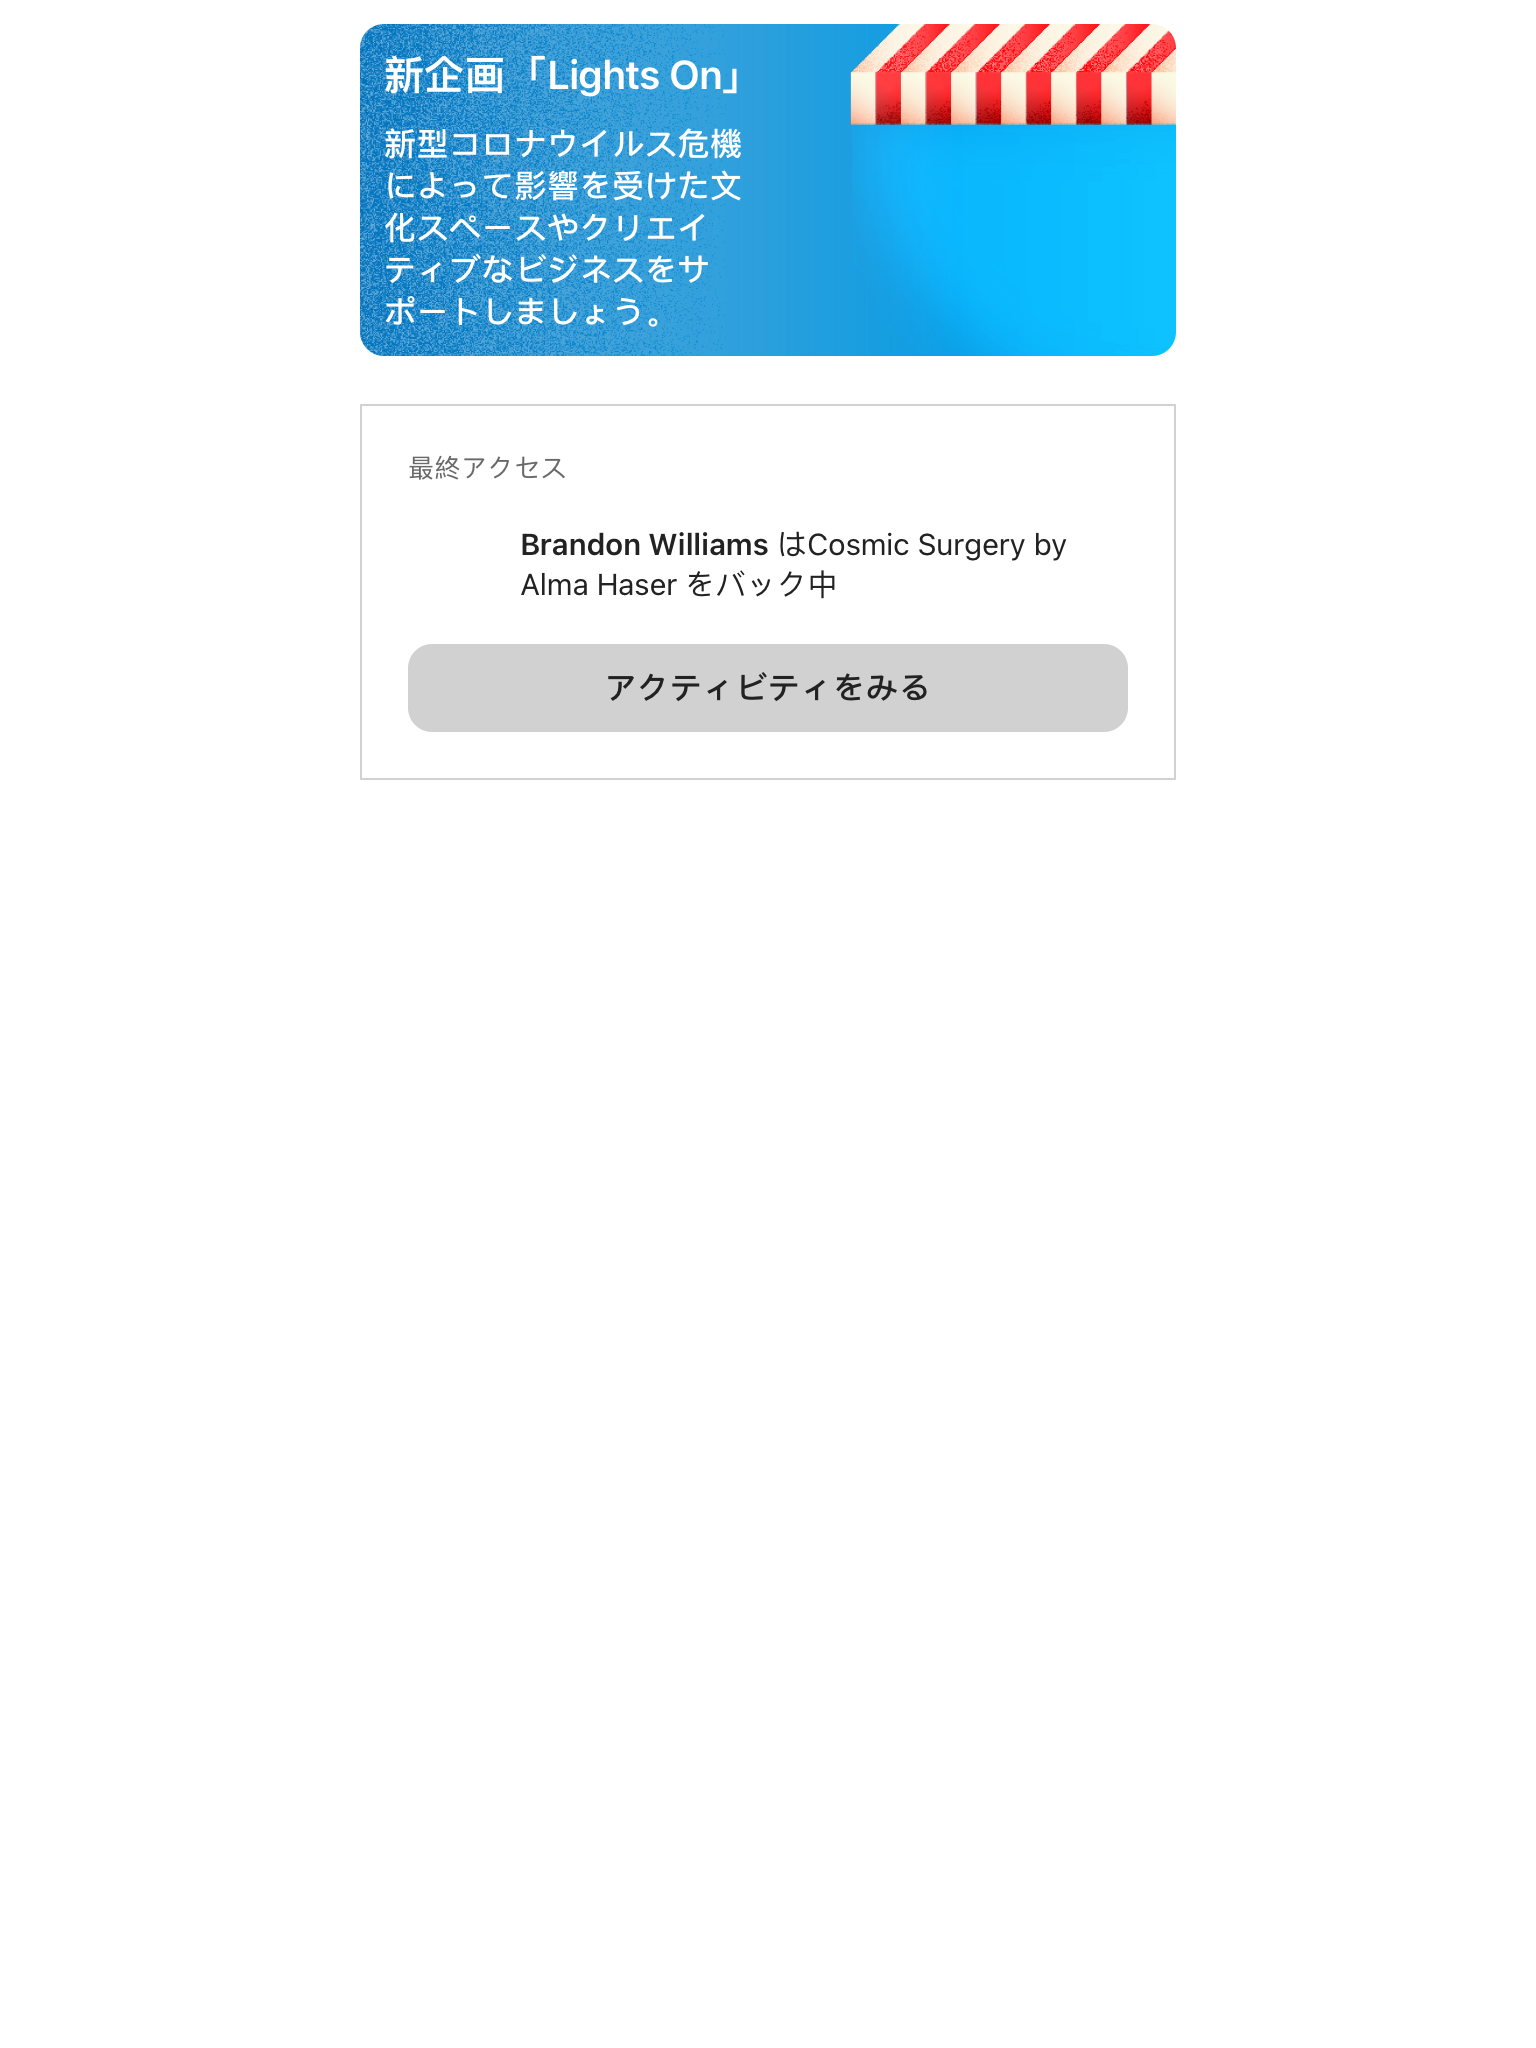 新企画「Lights On」
新型コロナウイルス危機
によって影響を受けた文
化スペースやクリエイ
ティブなビジネスをサ
ポートしましょう。
最終アクセス
Brandon Williams はCosmic Surgery by
Alma Haser をバック中
アクティビティをみる